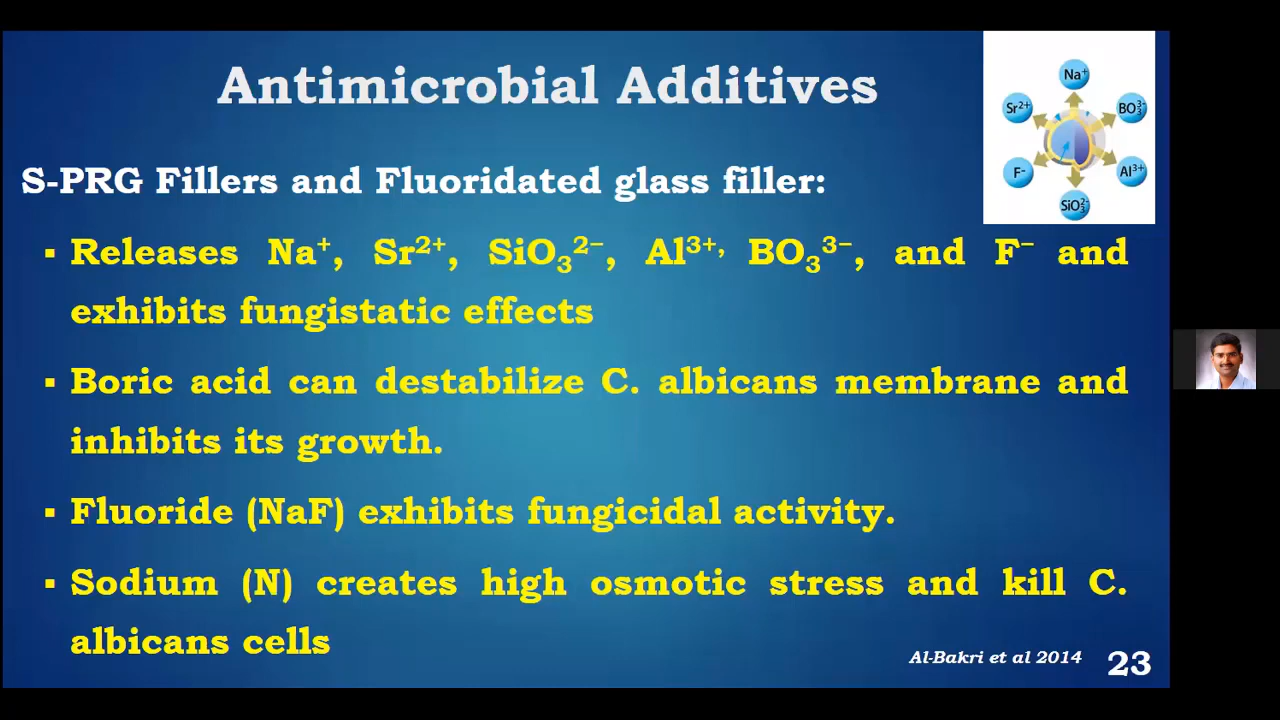 Antimicrobial Additives
Na⁺
Sr²⁺
BO₃³⁻
F⁻
Al³⁺
SiO₃²⁻
S-PRG Fillers and Fluoridated glass filler:
▪ Releases Na⁺, Sr²⁺, SiO₃²⁻, Al³⁺, BO₃³⁻, and F⁻ and
exhibits fungistatic effects
▪ Boric acid can destabilize C. albicans membrane and
inhibits its growth.
▪ Fluoride (NaF) exhibits fungicidal activity.
▪ Sodium (N) creates high osmotic stress and kill C.
albicans cells
Al-Bakri et al 2014
23